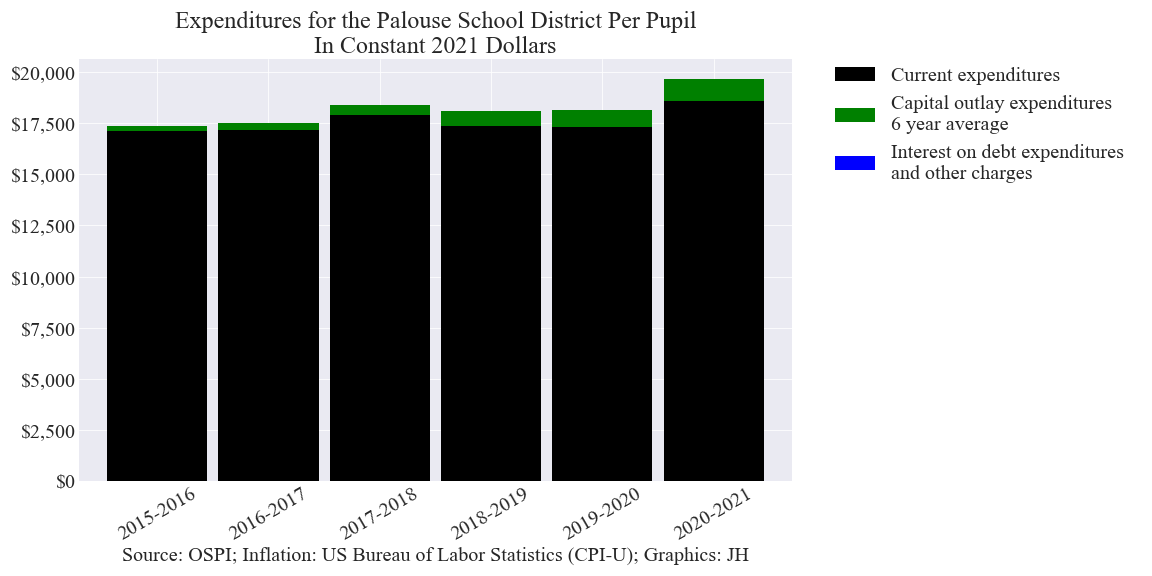 Expenditures for the Palouse School District Per Pupil
In Constant 2021 Dollars
$20,000
$17,500
$15,000
$12,500
$10,000
$7,500
$5,000
$2,500
$0
2015-2016
2016-2017
2017-2018
2018-2019
2019-2020
2020-2021
Source: OSPI; Inflation: US Bureau of Labor Statistics (CPI-U); Graphics: JH
Current expenditures
Capital outlay expenditures
6 year average
Interest on debt expenditures
and other charges